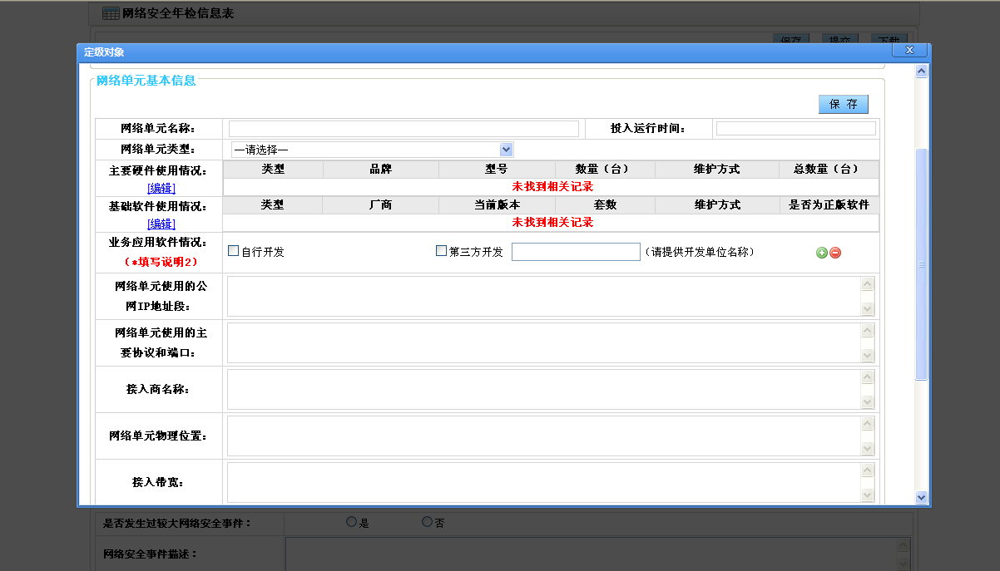 网络安全年检信息表
保存 提交 下载
定级对象
X
网络单元基本信息
保 存
网络单元名称： 投入运行时间：
网络单元类型： —请选择—
主要硬件使用情况： 类型 品牌 型号 数量（台） 维护方式 总数量（台）
[编辑] 未找到相关记录
基础软件使用情况： 类型 厂商 当前版本 套数 维护方式 是否为正版软件
[编辑] 未找到相关记录
业务应用软件情况： 自行开发 第三方开发 （请提供开发单位名称）
（*填写说明2）
网络单元使用的公
网IP地址段：
网络单元使用的主
要协议和端口：
接入商名称：
网络单元物理位置：
接入带宽：
是否发生过较大网络安全事件： 是 否
网络安全事件描述：